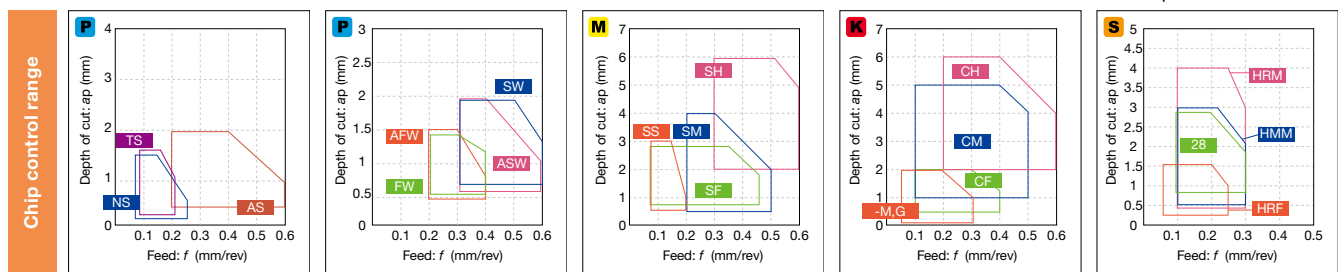 Chip control range
P
Depth of cut: ap (mm)
4
3
2
1
0
TS
NS
AS
0.1 0.2 0.3 0.4 0.5 0.6
Feed: f (mm/rev)
P
Depth of cut: ap (mm)
3
2.5
2
1.5
1
0.5
0
SW
AFW
ASW
FW
0.1 0.2 0.3 0.4 0.5 0.6
Feed: f (mm/rev)
M
Depth of cut: ap (mm)
7
6
5
4
3
2
1
0
SH
SS
SM
SF
0.1 0.2 0.3 0.4 0.5 0.6
Feed: f (mm/rev)
K
Depth of cut: ap (mm)
7
6
5
4
3
2
1
0
CH
CM
CF
-M,G
0.1 0.2 0.3 0.4 0.5 0.6
Feed: f (mm/rev)
S
Depth of cut: ap (mm)
5
4.5
4
3.5
3
2.5
2
1.5
1
0.5
0
HRM
HMM
28
HRF
0.1 0.2 0.3 0.4 0.5
Feed: f (mm/rev)